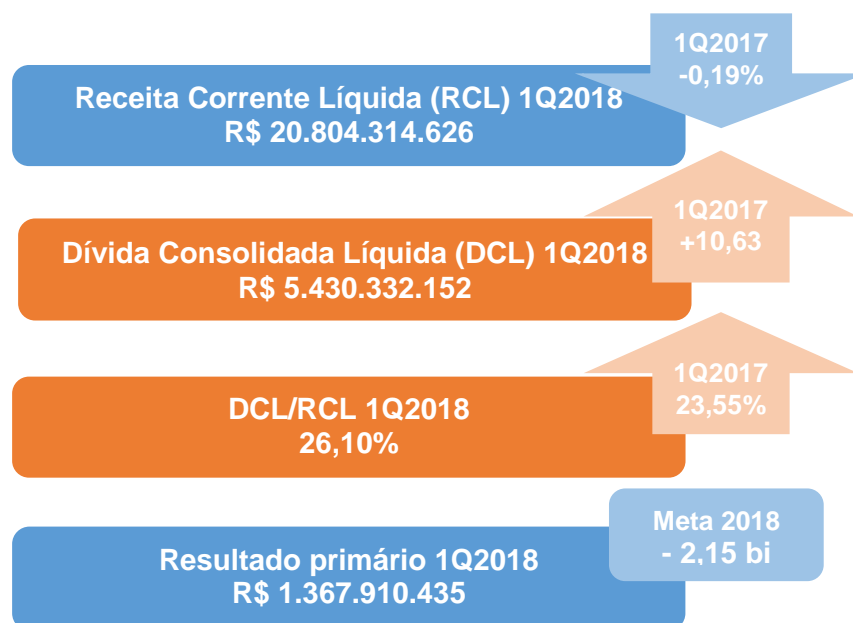 1Q2017
-0,19%
Receita Corrente Líquida (RCL) 1Q2018
R$ 20.804.314.626
1Q2017
+10,63
Dívida Consolidada Líquida (DCL) 1Q2018
R$ 5.430.332.152
1Q2017
23,55%
DCL/RCL 1Q2018
26,10%
Meta 2018
- 2,15 bi
Resultado primário 1Q2018
R$ 1.367.910.435